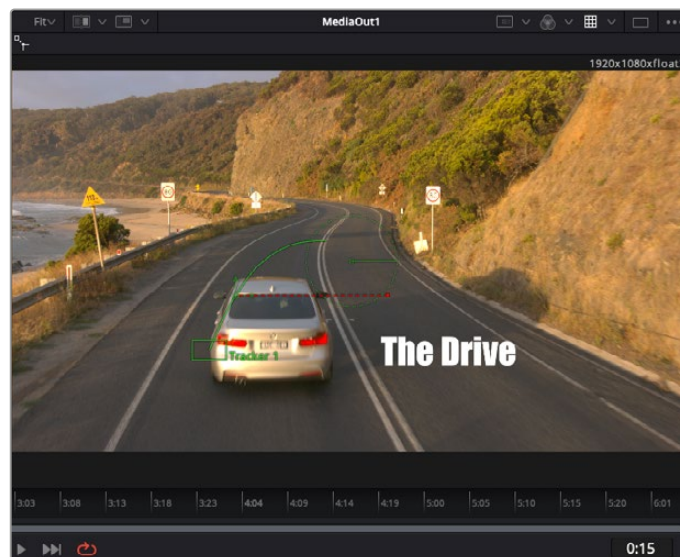 Fit MediaOut1
1920x1080xfloat
Tracker 1
The Drive
3:03 3:08 3:13 3:18 3:23 4:04 4:09 4:14 4:19 5:00 5:05 5:10 5:15 5:20 6:01
0:15